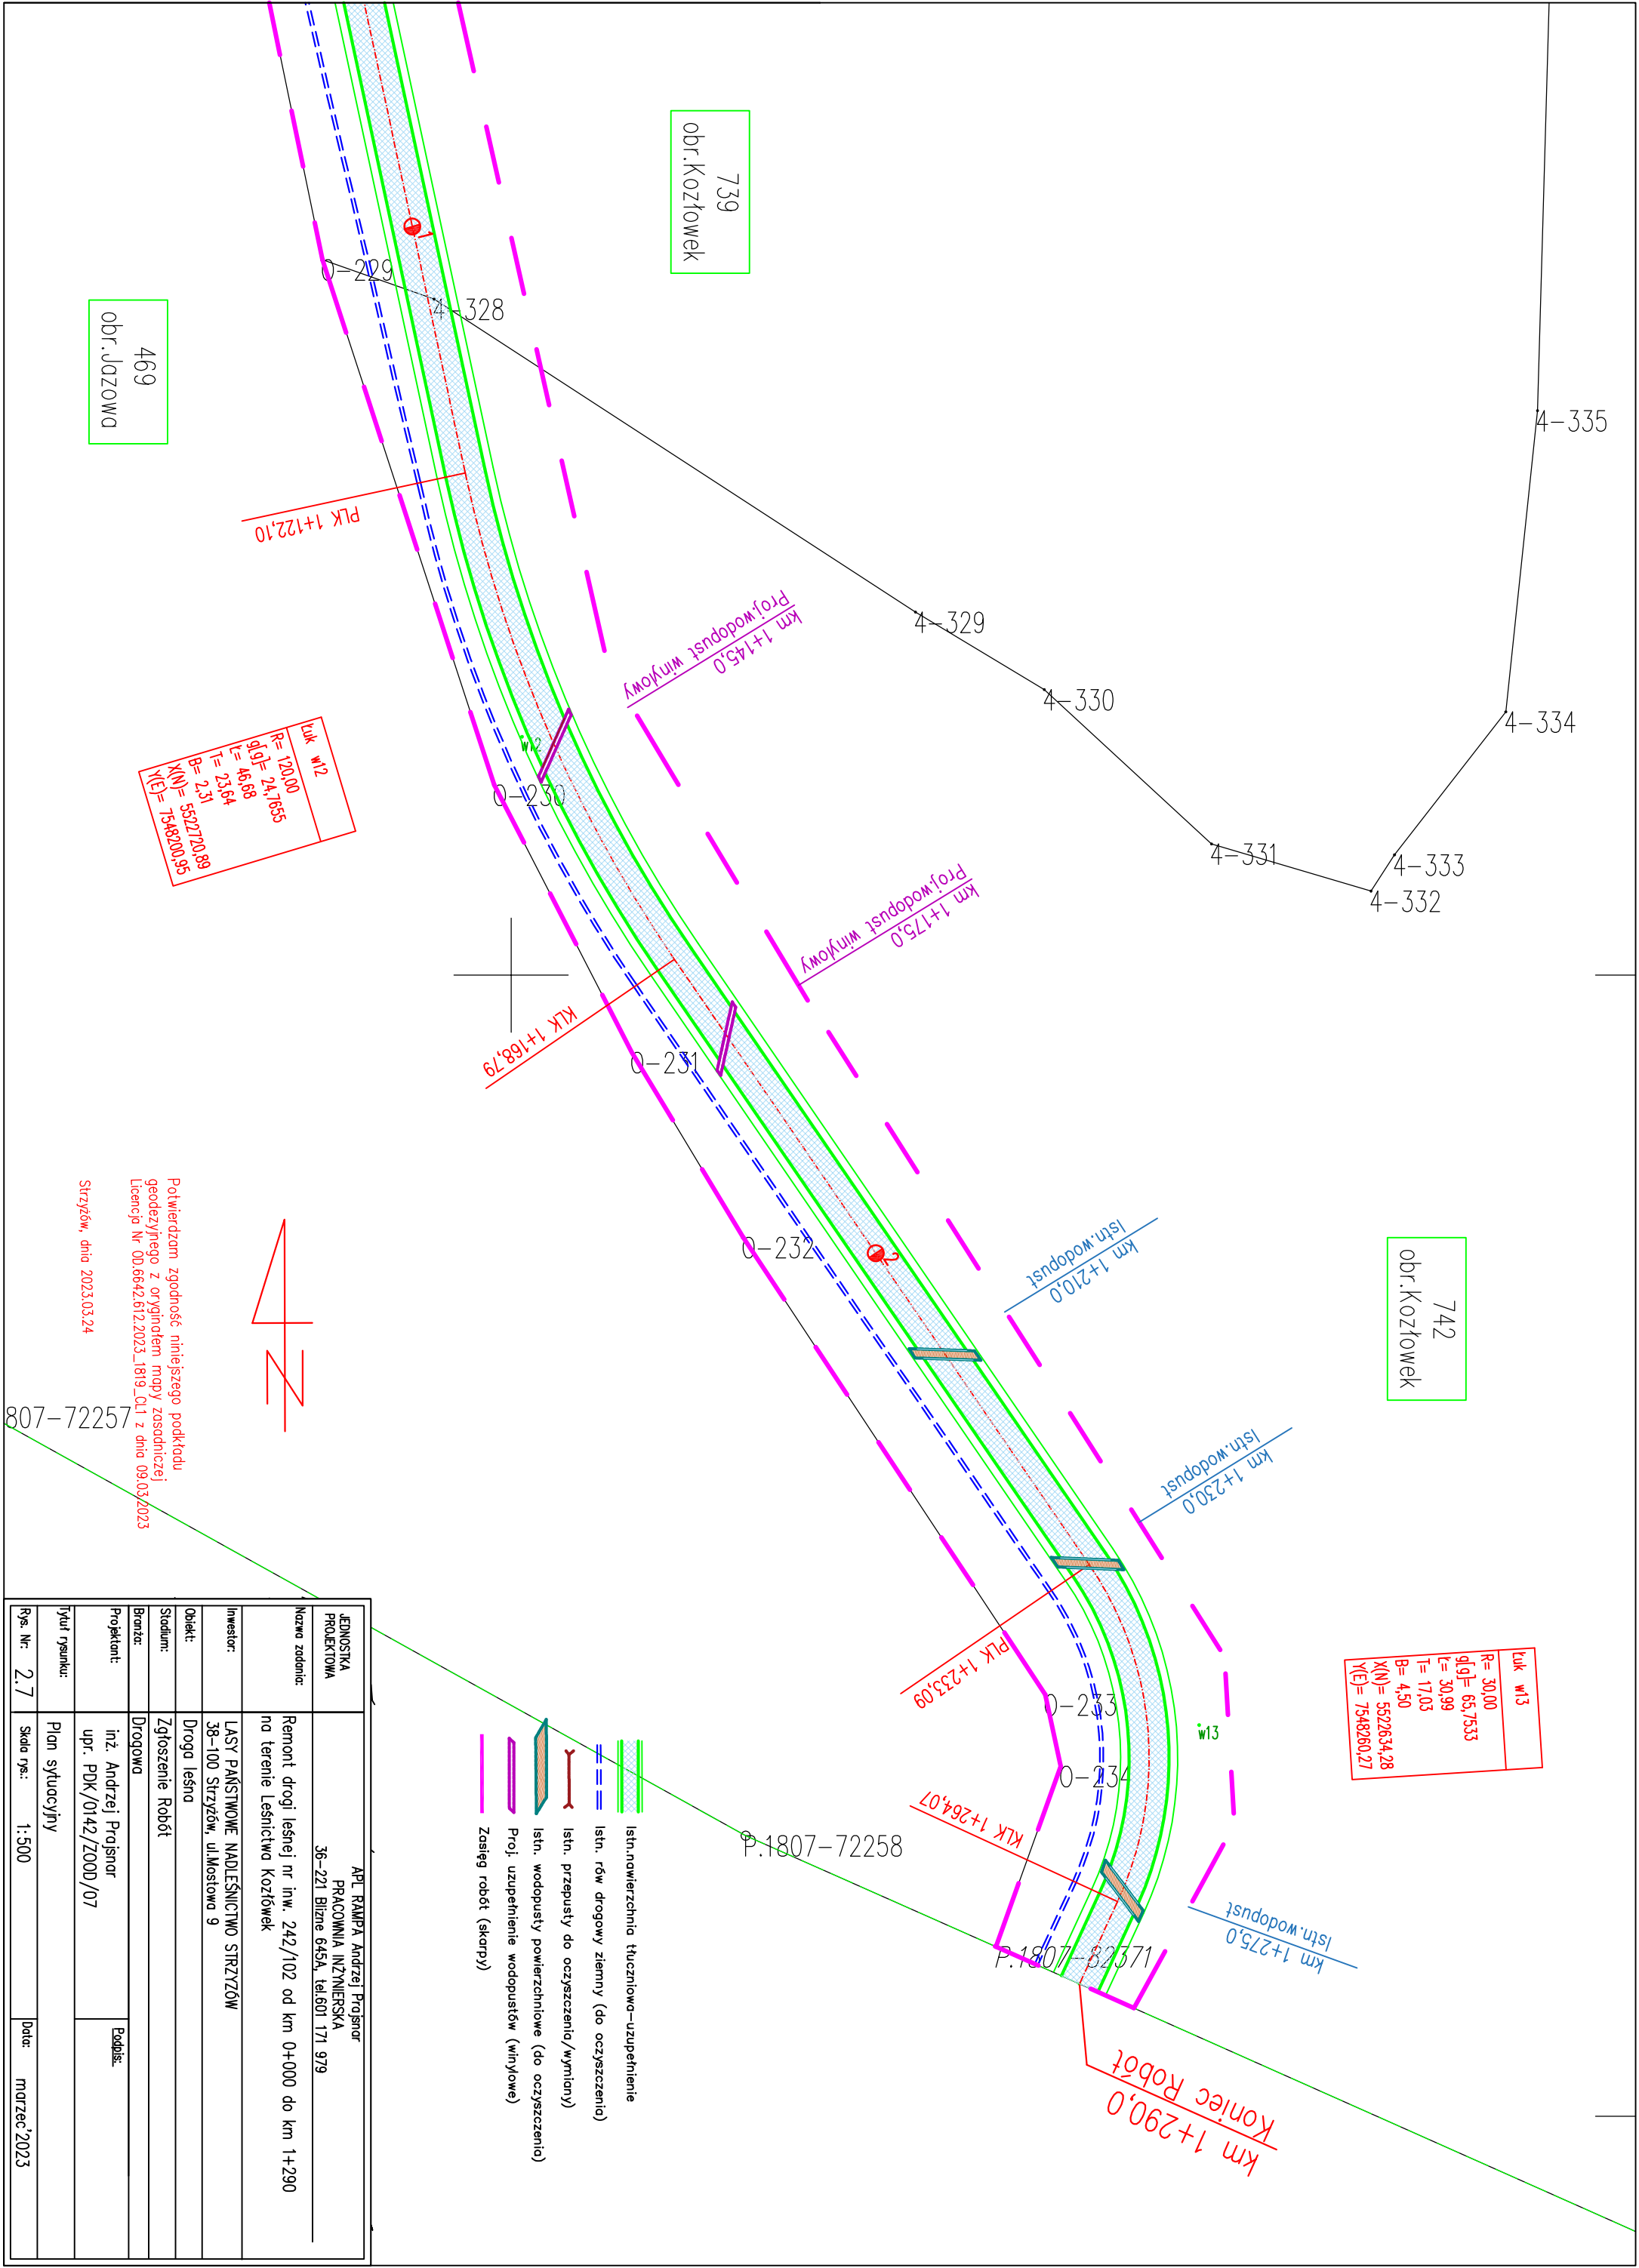 739
obr.Kozłowek
469
obr.Jazowa
742
obr.Kozłowek
1
2
0-229
4-328
4-335
4-329
4-330
4-334
4-331
4-333
4-332
0-230
0-231
0-232
0-233
0-234
807-72257
P.1807-72258
P.1807-82371
PLK 1+122,10
km 1+145,0
Proj.wodopust winylowy
w12
Łuk w12
R= 120,00
g[g]= 24,7655
Ł= 46,68
T= 23,64
B= 2,31
X(N)= 5522720,89
Y(E)= 7548200,95
km 1+175,0
Proj.wodopust winylowy
KLK 1+168,79
km 1+210,0
Istn.wodopust
km 1+230,0
Istn.wodopust
PLK 1+233,09
w13
Łuk w13
R= 30,00
g[g]= 65,7533
Ł= 30,99
T= 17,03
B= 4,50
X(N)= 5522634,28
Y(E)= 7548260,27
KLK 1+264,07
km 1+275,0
Istn.wodopust
km 1+290,0
Koniec Robót
N
Potwierdzam zgodność niniejszego podkładu
geodezyjnego z oryginałem mapy zasadniczej
Licencja Nr OD.6642.612.2023_1819_CL1 z dnia 09.03.2023
Strzyżów, dnia 2023.03.24
Istn.nawierzchnia tłuczniowa-uzupełnienie
Istn. rów drogowy ziemny (do oczyszczenia)
Istn. przepusty do oczyszczenia/wymiany)
Istn. wodopusty powierzchniowe (do oczyszczenia)
Proj. uzupełnienie wodopustów (winylowe)
Zasięg robót (skarpy)
JEDNOSTKA
PROJEKTOWA
APL RAMPA Andrzej Prajsnar
PRACOWNIA INŻYNIERSKA
36-221 Blizne 645A, tel.601 171 979
Nazwa zadania:
Remont drogi leśnej nr inw. 242/102 od km 0+000 do km 1+290
na terenie Leśnictwa Kozłówek
Inwestor:
LASY PAŃSTWOWE NADLEŚNICTWO STRZYŻÓW
38-100 Strzyżów, ul.Mostowa 9
Obiekt:
Droga leśna
Stadium:
Zgłoszenie Robót
Branża:
Drogowa
Projektant:
inż. Andrzej Prajsnar
upr. PDK/0142/ZOOD/07
Podpis:
Tytuł rysunku:
Plan sytuacyjny
Rys. Nr: 2.7
Skala rys.: 1:500
Data: marzec'2023